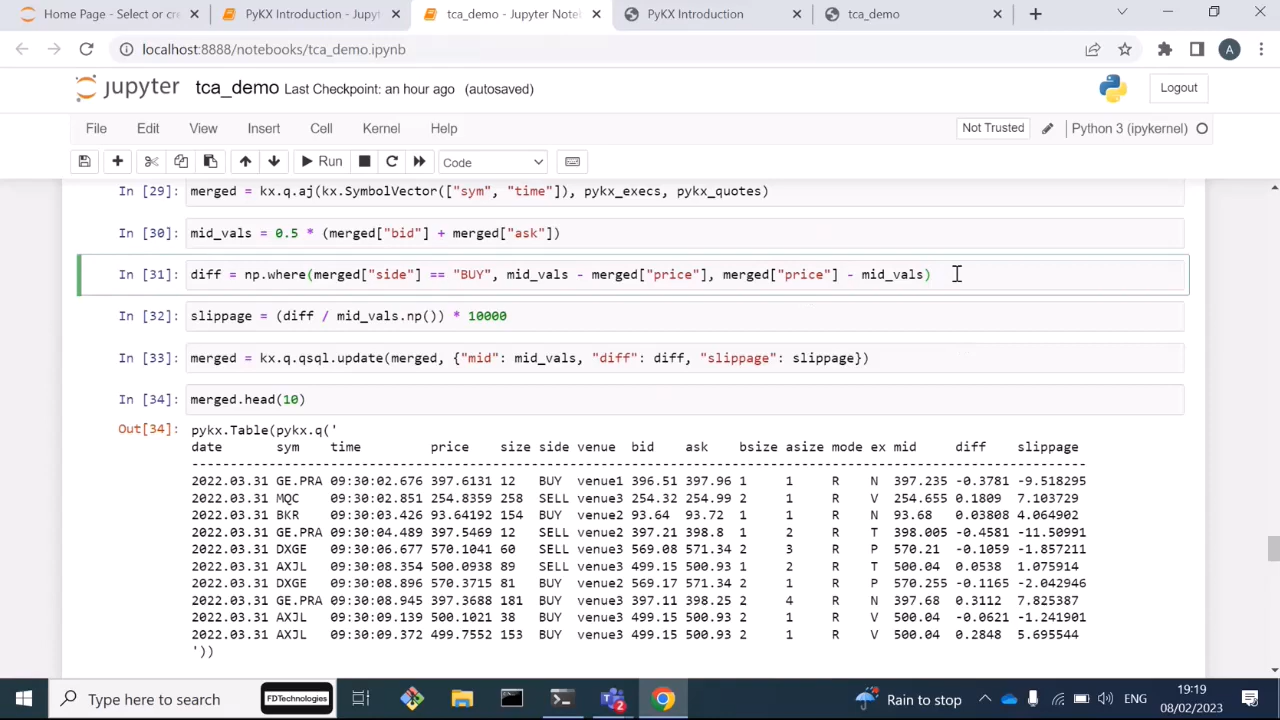 Home Page - Select or cre
PyKX Introduction - Jupyt
tca_demo - Jupyter Noteb
PyKX Introduction
tca_demo
localhost:8888/notebooks/tca_demo.ipynb
A
jupyter tca_demo Last Checkpoint: an hour ago (autosaved)
Logout
File Edit View Insert Cell Kernel Help
Not Trusted
Python 3 (ipykernel)
Run
Code
In [29]: merged = kx.q.aj(kx.SymbolVector(["sym", "time"]), pykx_execs, pykx_quotes)
In [30]: mid_vals = 0.5 * (merged["bid"] + merged["ask"])
In [31]: diff = np.where(merged["side"] == "BUY", mid_vals - merged["price"], merged["price"] - mid_vals)
In [32]: slippage = (diff / mid_vals.np()) * 10000
In [33]: merged = kx.q.qsql.update(merged, {"mid": mid_vals, "diff": diff, "slippage": slippage})
In [34]: merged.head(10)
Out[34]: pykx.Table(pykx.q('
date sym time price size side venue bid ask bsize asize mode ex mid diff slippage
--------------------------------------------------------------------------------------------------------------------
2022.03.31 GE.PRA 09:30:02.676 397.6131 12 BUY venue1 396.51 397.96 1 1 R N 397.235 -0.3781 -9.518295
2022.03.31 MQC 09:30:02.851 254.8359 258 SELL venue3 254.32 254.99 2 1 R V 254.655 0.1809 7.103729
2022.03.31 BKR 09:30:03.426 93.64192 154 BUY venue2 93.64 93.72 1 1 R N 93.68 0.03808 4.064902
2022.03.31 GE.PRA 09:30:04.489 397.5469 12 SELL venue2 397.21 398.8 1 2 R T 398.005 -0.4581 -11.50991
2022.03.31 DXGE 09:30:06.677 570.1041 60 SELL venue3 569.08 571.34 2 3 R P 570.21 -0.1059 -1.857211
2022.03.31 AXJL 09:30:08.354 500.0938 89 SELL venue3 499.15 500.93 1 2 R T 500.04 0.0538 1.075914
2022.03.31 DXGE 09:30:08.896 570.3715 81 BUY venue2 569.17 571.34 2 1 R P 570.255 -0.1165 -2.042946
2022.03.31 GE.PRA 09:30:08.945 397.3688 181 BUY venue3 397.11 398.25 2 4 R N 397.68 0.3112 7.825387
2022.03.31 AXJL 09:30:09.139 500.1021 38 BUY venue3 499.15 500.93 2 1 R V 500.04 -0.0621 -1.241901
2022.03.31 AXJL 09:30:09.372 499.7552 153 BUY venue3 499.15 500.93 2 1 R V 500.04 0.2848 5.695544
'))
Type here to search
FDTechnologies
2
Rain to stop
ENG
19:19
08/02/2023